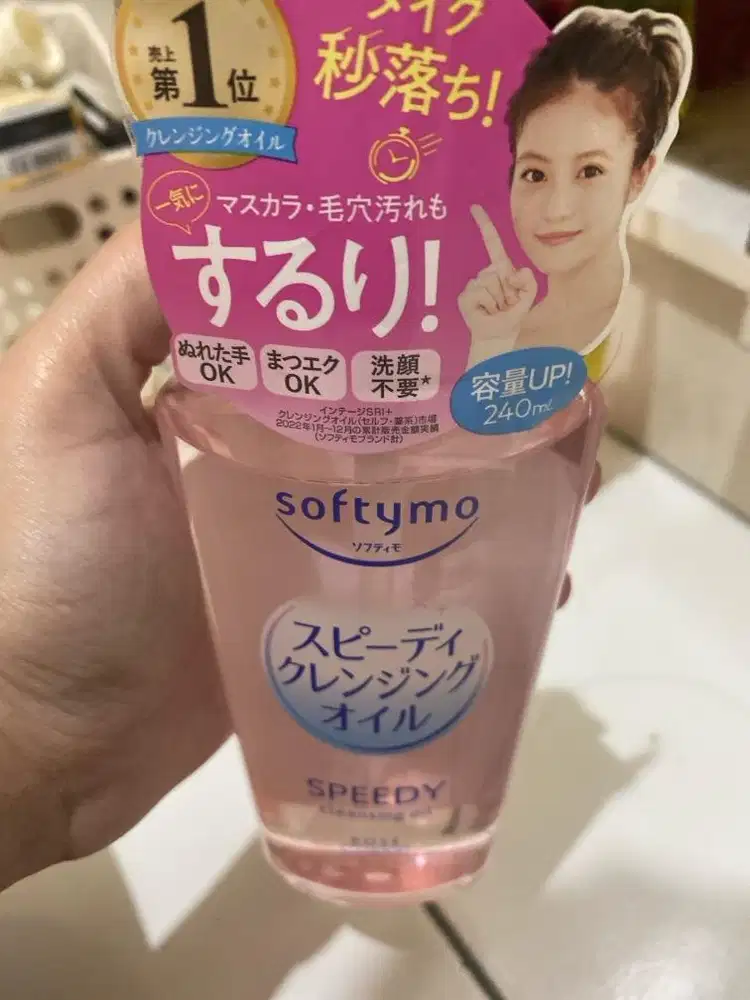 メイク
秒落ち!
売上
第1位
クレンジングオイル
一気に
マスカラ・毛穴汚れも
するり!
ぬれた手
OK
まつエク
OK
洗顔
不要*
容量UP!
240mL
インテージSRI+
クレンジングオイル(セルフ・薬系)市場
2022年1月〜12月の累計販売金額実績
(ソフティモブランド計)
softymo
ソフティモ
スピーディ
クレンジング
オイル
SPEEDY
cleansing oil
KOSÉ